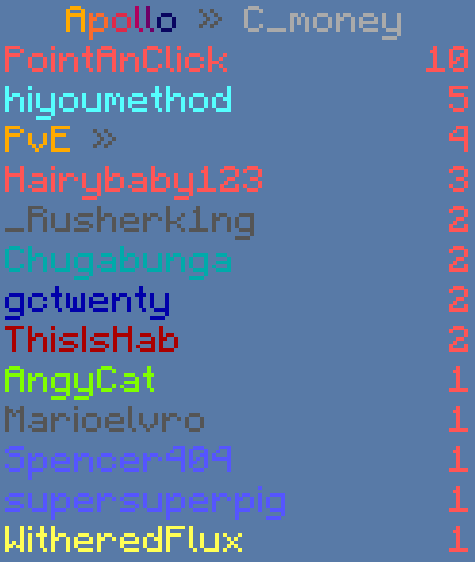 Apollo » C_money
PointAnClick 10
hiyoumethod 5
PvE » 4
Hairybaby123 3
_Rusherk1ng 2
Chugabunga 2
gctwenty 2
ThisIsHab 2
AngyCat 1
Marioelvro 1
Spencer404 1
supersuperpig 1
WitheredFlux 1